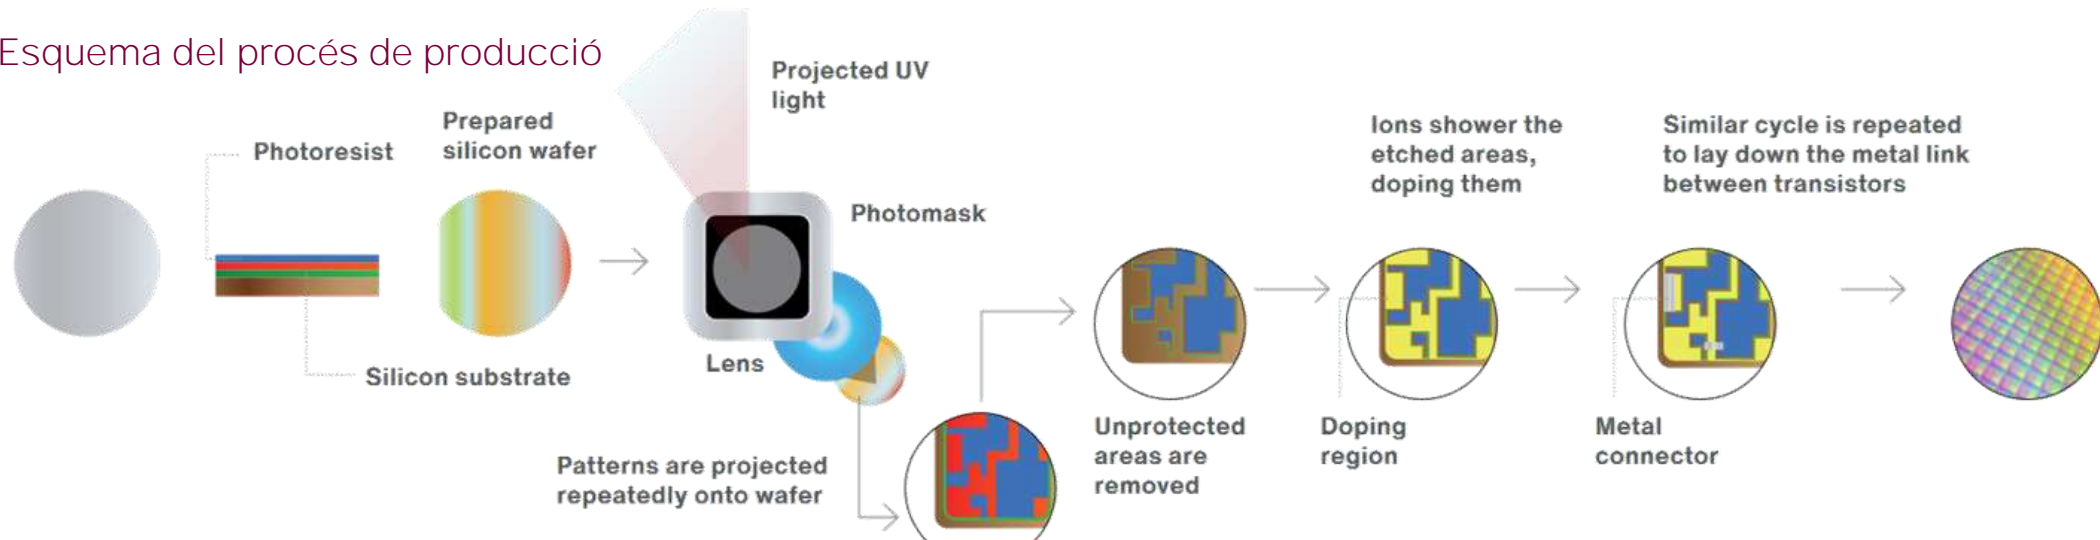 Esquema del procés de producció
Photoresist
Prepared
silicon wafer
Silicon substrate
Projected UV
light
Photomask
Lens
Patterns are projected
repeatedly onto wafer
Unprotected
areas are
removed
Ions shower the
etched areas,
doping them
Doping
region
Similar cycle is repeated
to lay down the metal link
between transistors
Metal
connector